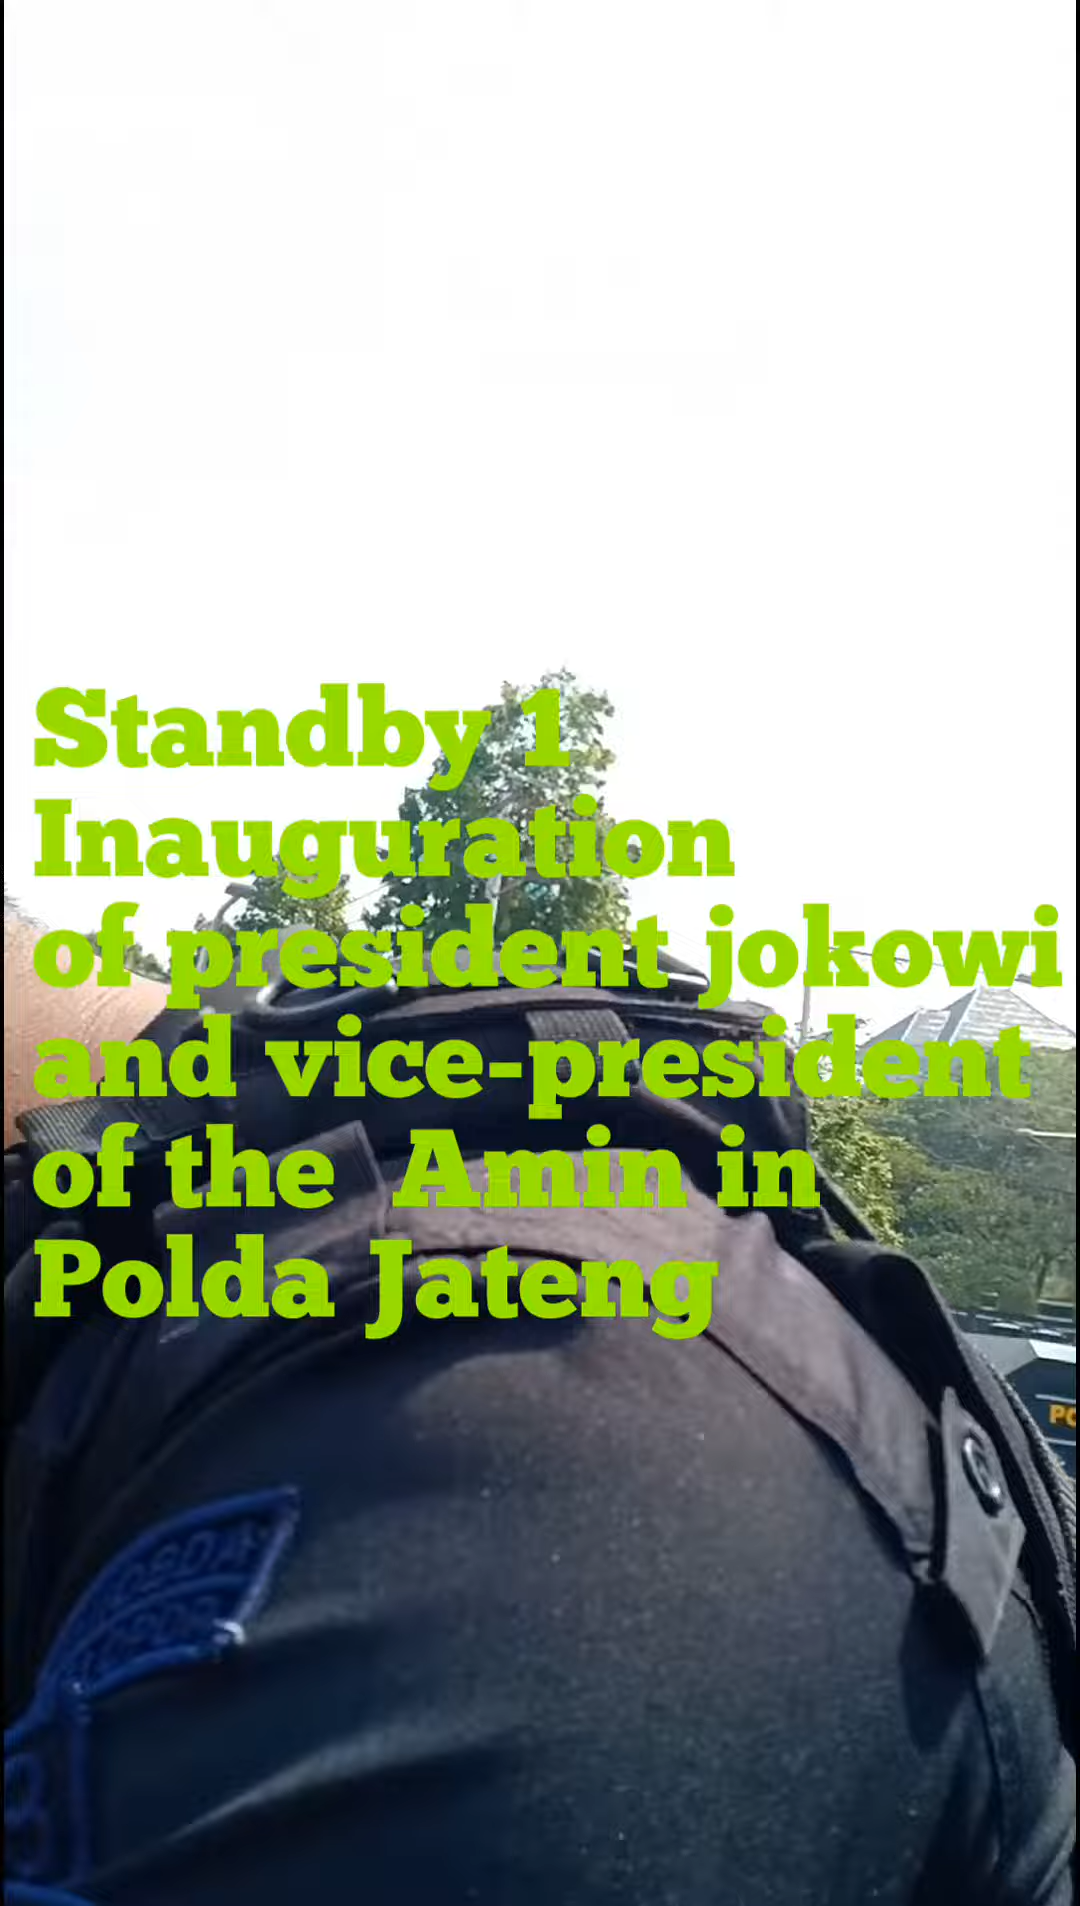 Standby 1
Inauguration
of president jokowi
and vice-president
of the Amin in
Polda Jateng